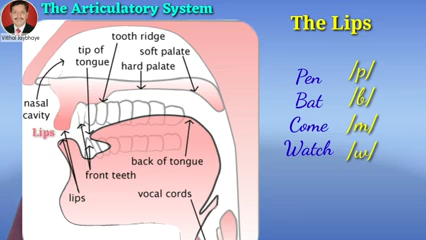 The Articulatory System
Vitthal Jaybhaye
The Lips
tip of
tongue
tooth ridge
soft palate
hard palate
nasal
cavity
Lips
back of tongue
front teeth
lips
vocal cords
Pen /p/
Bat /b/
Come /m/
Watch /w/